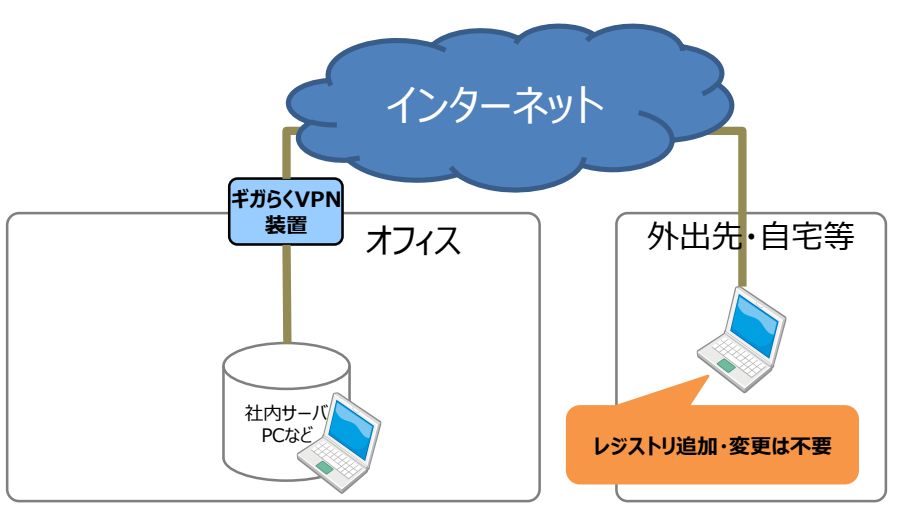 インターネット
ギガらくVPN
装置
オフィス
外出先・自宅等
社内サーバ
PCなど
レジストリ追加・変更は不要